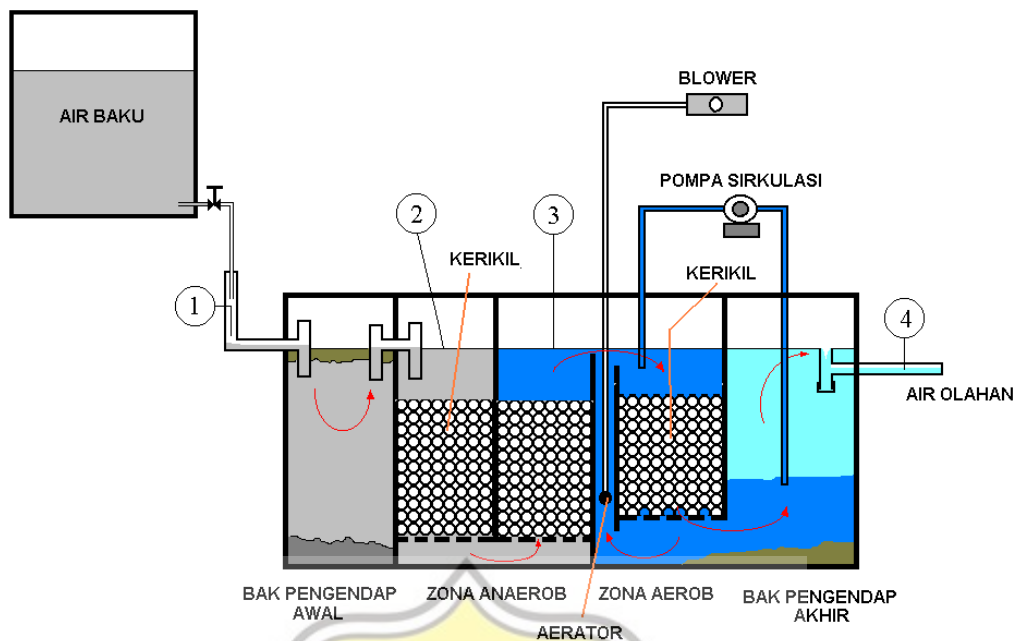 AIR BAKU
BLOWER
POMPA SIRKULASI
2
3
KERIKIL
KERIKIL
1
4
AIR OLAHAN
BAK PENGENDAP
AWAL
ZONA ANAEROB
ZONA AEROB
BAK PENGENDAP
AKHIR
AERATOR